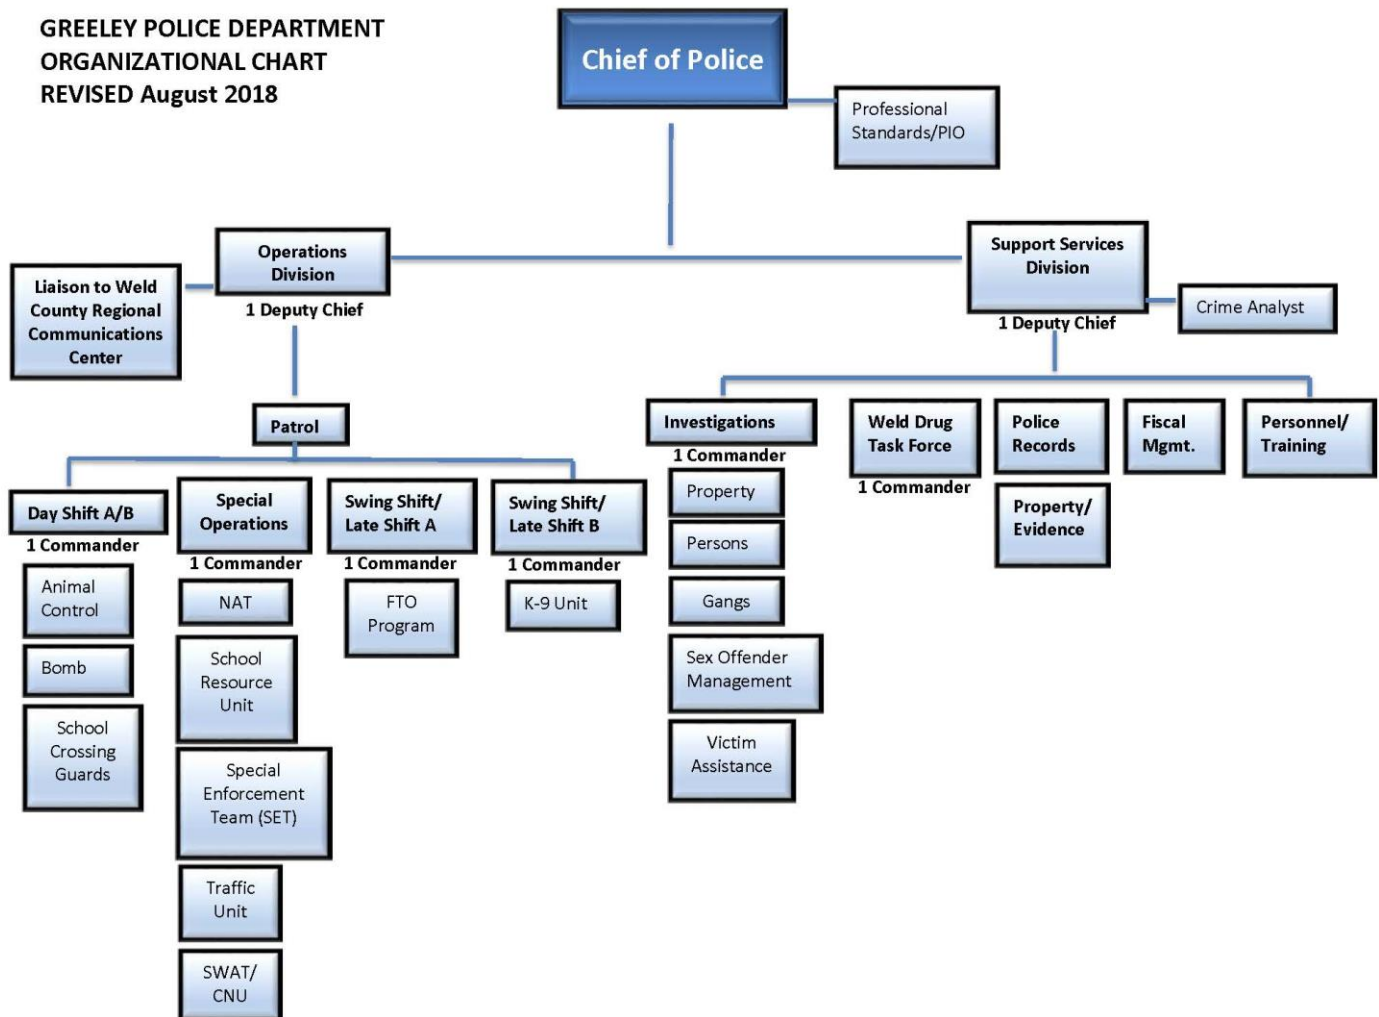 GREELEY POLICE DEPARTMENT
ORGANIZATIONAL CHART
REVISED August 2018
Chief of Police
Professional
Standards/PIO
Operations
Division
1 Deputy Chief
Support Services
Division
1 Deputy Chief
Liaison to Weld
County Regional
Communications
Center
Crime Analyst
Patrol
Day Shift A/B
1 Commander
Animal
Control
Bomb
School
Crossing
Guards
Special
Operations
1 Commander
NAT
School
Resource
Unit
Special
Enforcement
Team (SET)
Traffic
Unit
SWAT/
CNU
Swing Shift/
Late Shift A
1 Commander
FTO
Program
Swing Shift/
Late Shift B
1 Commander
K-9 Unit
Investigations
1 Commander
Property
Persons
Gangs
Sex Offender
Management
Victim
Assistance
Weld Drug
Task Force
1 Commander
Police
Records
Property/
Evidence
Fiscal
Mgmt.
Personnel/
Training